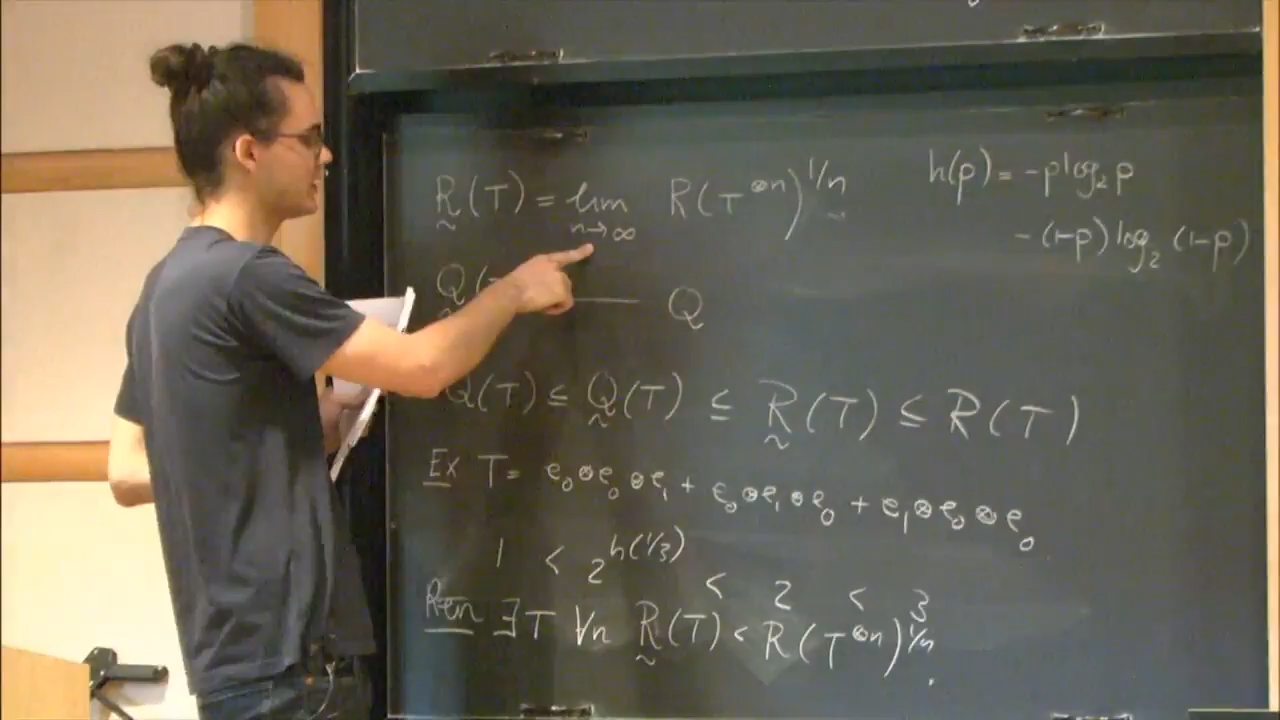 R̰(T) = lim n→∞ R(T^⊗n)^1/n
h(p) = -p log₂ p
-(1-p) log₂ (1-p)
Q̰( —— Q
Q(T) ≤ Q̰(T) ≤ R̰(T) ≤ R(T)
Ex T = e₀⊗e₀⊗e₁ + e₀⊗e₁⊗e₀ + e₁⊗e₀⊗e₀
1 < 2^h(1/3) < 2 < 3
Rem ∃T ∀n R̰(T) < R(T^⊗n)^1/n.